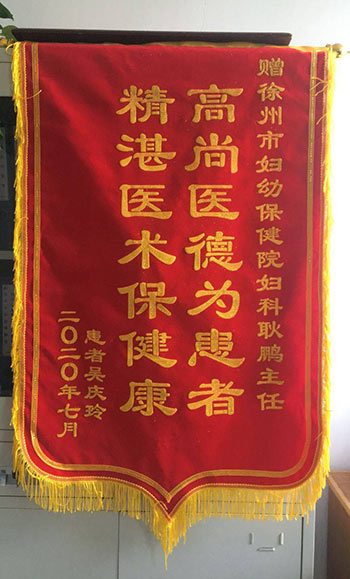 赠徐州市妇幼保健院妇科耿鹏主任
高尚医德为患者
精湛医术保健康
患者吴庆玲
二〇二〇年七月